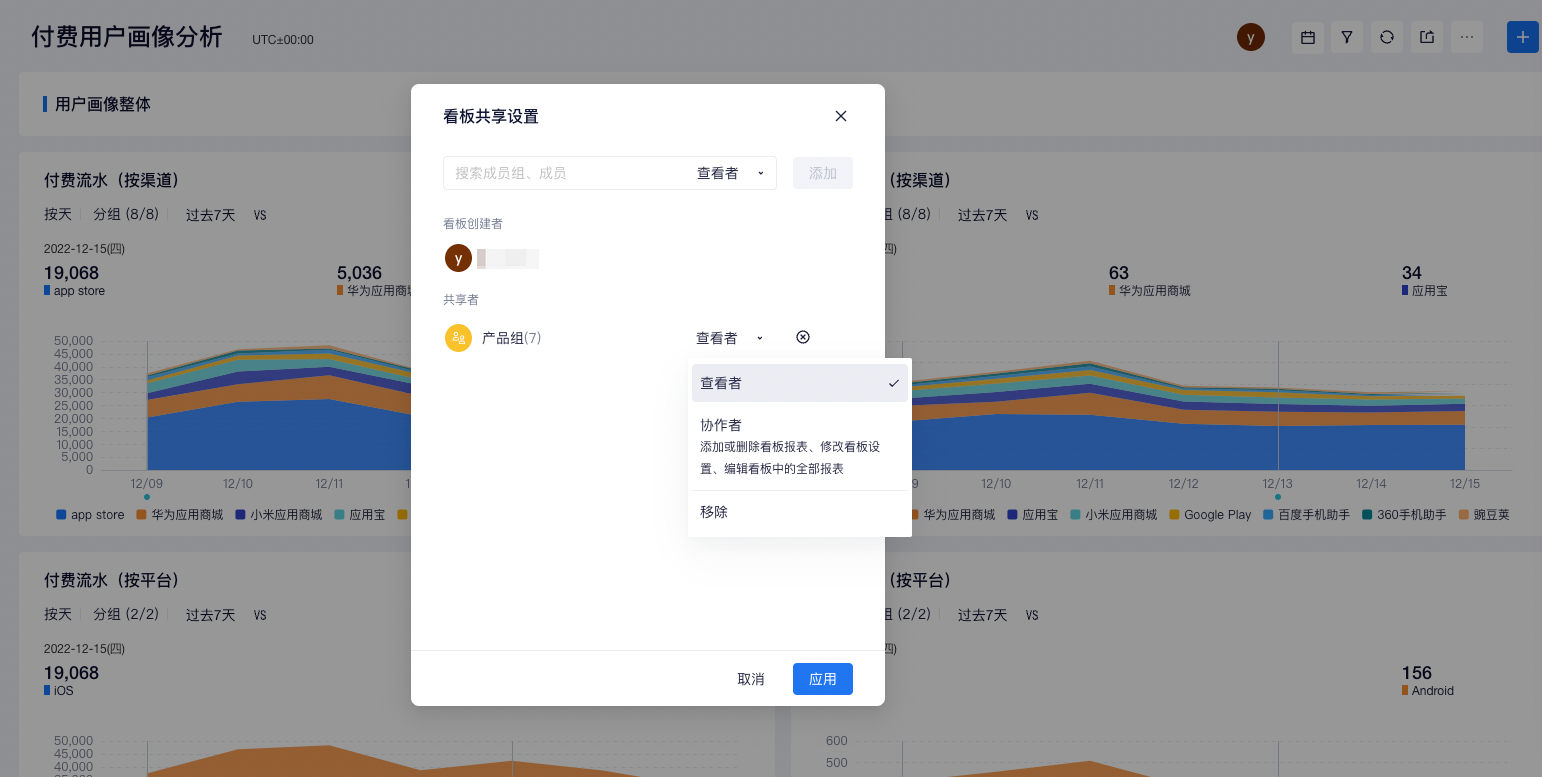 付费用户画像分析
UTC±00:00
y
用户画像整体
付费流水（按渠道）
按天 分组 (8/8) 过去7天 VS
2022-12-15(四)
19,068
app store
5,036
华为应用商城
50,000
45,000
40,000
35,000
30,000
25,000
20,000
15,000
10,000
5,000
0
12/09 12/10 12/11
app store 华为应用商城 小米应用商城 应用宝
看板共享设置
搜索成员组、成员 查看者 添加
看板创建者
y
共享者
产品组(7) 查看者
查看者
协作者
添加或删除看板报表、修改看板设
置、编辑看板中的全部报表
移除
取消 应用
（按渠道）
(8/8) 过去7天 VS
四)
63
华为应用商城
34
应用宝
9 12/10 12/11 12/12 12/13 12/14 12/15
华为应用商城 应用宝 小米应用商城 Google Play 百度手机助手 360手机助手 豌豆荚
付费流水（按平台）
按天 分组 (2/2) 过去7天 VS
2022-12-15(四)
19,068
iOS
50,000
45,000
40,000
（按平台）
(2/2) 过去7天 VS
四)
156
Android
600
500